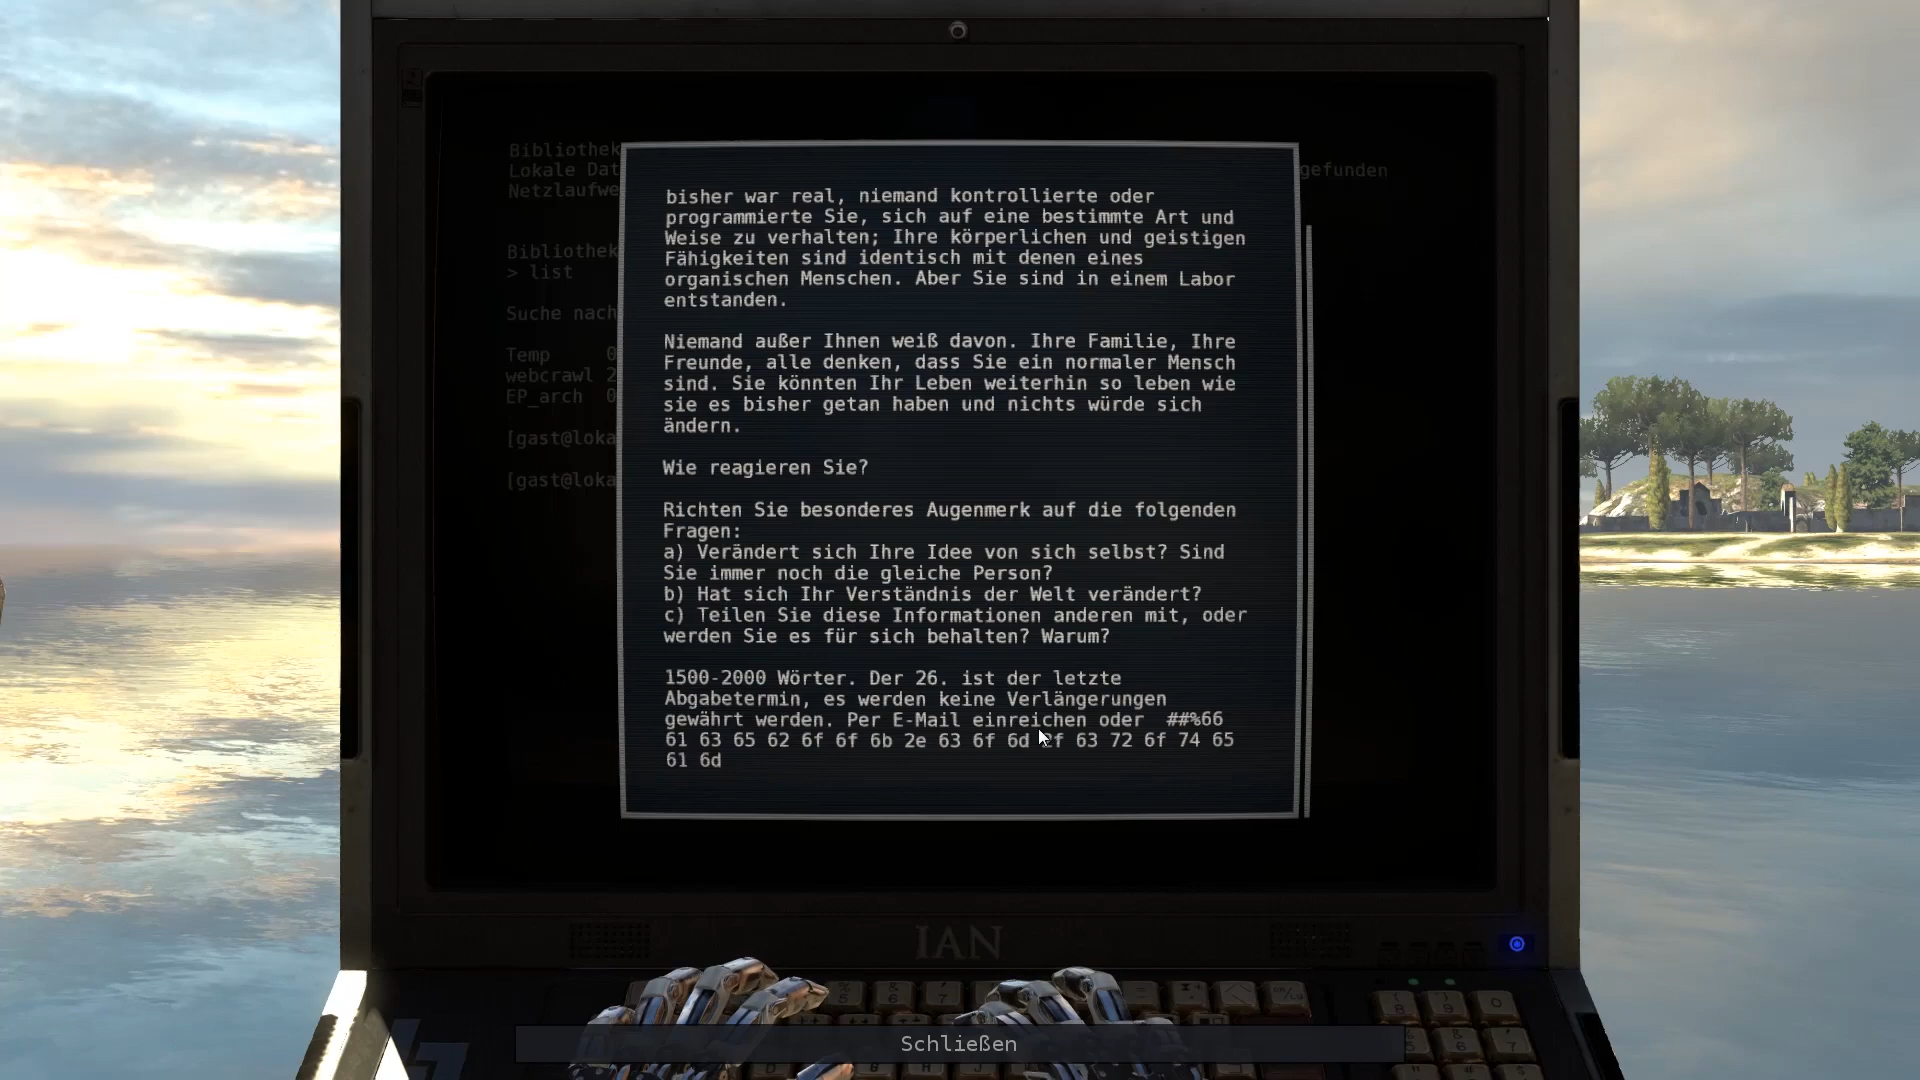 Bibliothek
Lokale Dat
gefunden
Netzlaufwe
Bibliothek
> list
Suche nach
Temp 0
webcrawl 2
EP_arch 0
[gast@loka
[gast@loka
bisher war real, niemand kontrollierte oder
programmierte Sie, sich auf eine bestimmte Art und
Weise zu verhalten; Ihre körperlichen und geistigen
Fähigkeiten sind identisch mit denen eines
organischen Menschen. Aber Sie sind in einem Labor
entstanden.
Niemand außer Ihnen weiß davon. Ihre Familie, Ihre
Freunde, alle denken, dass Sie ein normaler Mensch
sind. Sie könnten Ihr Leben weiterhin so leben wie
sie es bisher getan haben und nichts würde sich
ändern.
Wie reagieren Sie?
Richten Sie besonderes Augenmerk auf die folgenden
Fragen:
a) Verändert sich Ihre Idee von sich selbst? Sind
Sie immer noch die gleiche Person?
b) Hat sich Ihr Verständnis der Welt verändert?
c) Teilen Sie diese Informationen anderen mit, oder
werden Sie es für sich behalten? Warum?
1500-2000 Wörter. Der 26. ist der letzte
Abgabetermin, es werden keine Verlängerungen
gewährt werden. Per E-Mail einreichen oder ##%66
61 63 65 62 6f 6f 6b 2e 63 6f 6d 2f 63 72 6f 74 65
61 6d
IAN
Schließen